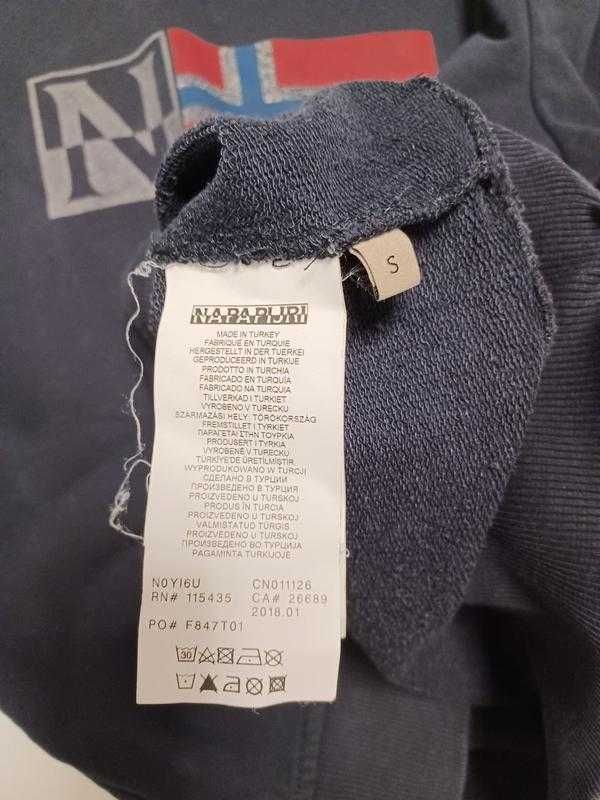 N
S
NAPAPIJRI
MADE IN TURKEY
FABRIQUÉ EN TURQUIE
HERGESTELLT IN DER TUERKEI
GEPRODUCEERD IN TURKIJE
PRODOTTO IN TURCHIA
FABRICADO EN TURQUÍA
FABRICADO NA TURQUIA
TILLVERKAD I TURKIET
VYROBENO V TURECKU
SZÁRMAZÁSI HELY: TÖRÖKORSZÁG
FREMSTILLET I TYRKIET
ΠΑΡΑΓΕΤΑΙ ΣΤΗΝ ΤΟΥΡΚΙΑ
PRODUSERT I TYRKIA
VYROBENÉ V TURECKU
TÜRKİYE'DE ÜRETİLMİŞTİR
WYPRODUKOWANO W TURCJI
СДЕЛАНО В ТУРЦИИ
ПРОИЗВЕДЕНО В ТУРЦИЯ
PROIZVEDENO U TURSKOJ
PRODUS ÎN TURCIA
PROIZVEDENO U TURSKOJ
VALMISTATUD TÜRGIS
PROIZVEDENO U TURSKOJ
ПРОИЗВЕДЕНО ВО ТУРЦИЈА
PAGAMINTA TURKIJOJE
N0YI6U CN011126
RN# 115435 CA# 26689
2018.01
PO# F847T01
30